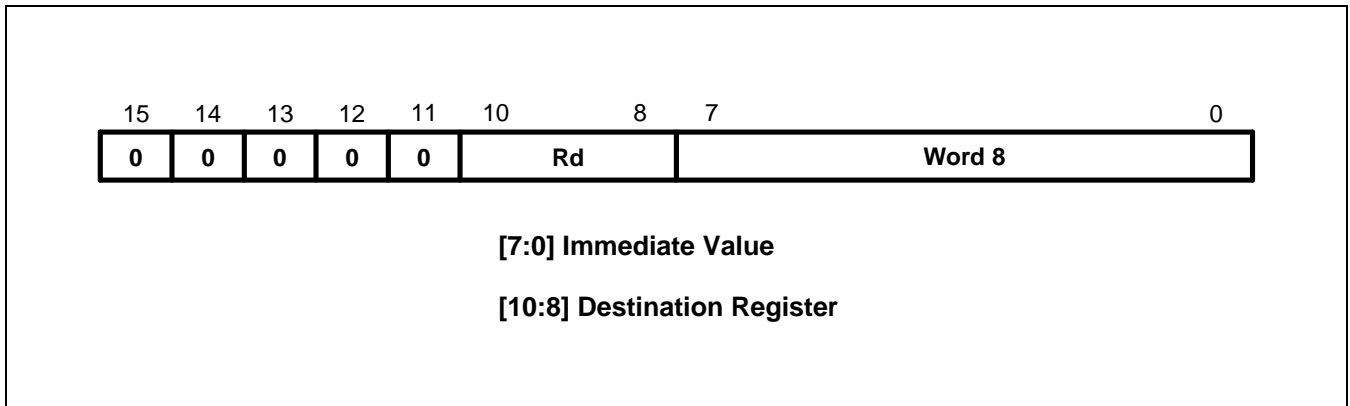 15 14 13 12 11 10 8 7 0
0 0 0 0 0 Rd Word 8
[7:0] Immediate Value
[10:8] Destination Register